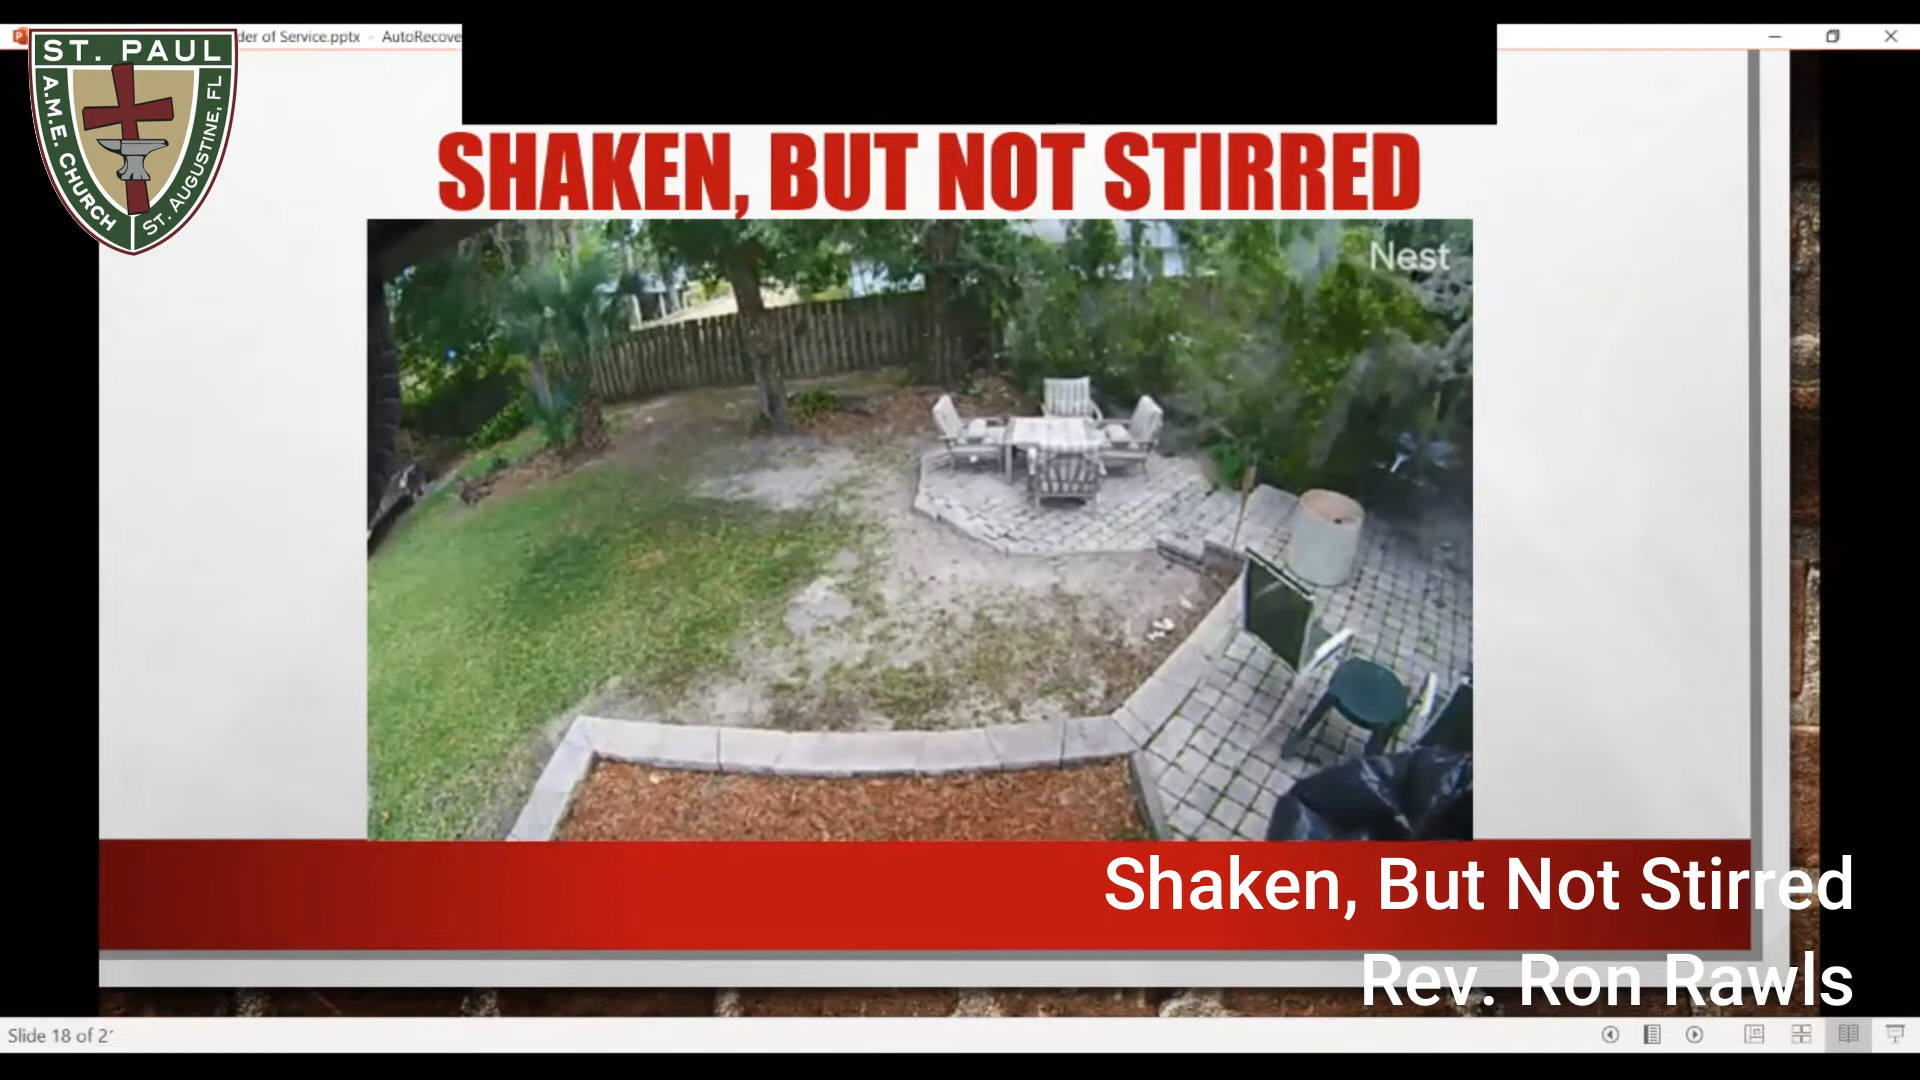 der of Service.pptx - AutoRecove
ST. PAUL
A.M.E. CHURCH
ST. AUGUSTINE, FL
SHAKEN, BUT NOT STIRRED
Nest
Shaken, But Not Stirred
Rev. Ron Rawls
Slide 18 of 2